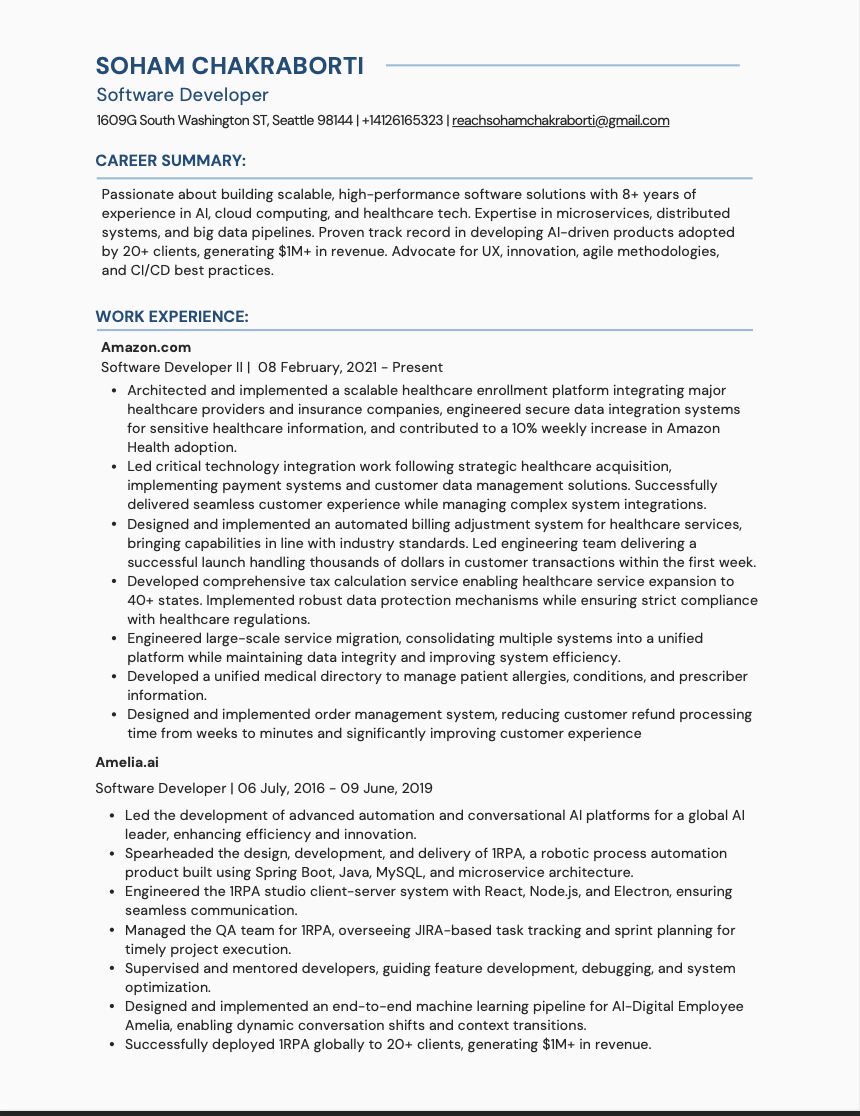 SOHAM CHAKRABORTI
Software Developer
1609G South Washington ST, Seattle 98144 | +14126165323 | reachsohamchakraborti@gmail.com
CAREER SUMMARY:
Passionate about building scalable, high-performance software solutions with 8+ years of
experience in AI, cloud computing, and healthcare tech. Expertise in microservices, distributed
systems, and big data pipelines. Proven track record in developing AI-driven products adopted
by 20+ clients, generating $1M+ in revenue. Advocate for UX, innovation, agile methodologies,
and CI/CD best practices.
WORK EXPERIENCE:
Amazon.com
Software Developer II | 08 February, 2021 - Present
• Architected and implemented a scalable healthcare enrollment platform integrating major
healthcare providers and insurance companies, engineered secure data integration systems
for sensitive healthcare information, and contributed to a 10% weekly increase in Amazon
Health adoption.
• Led critical technology integration work following strategic healthcare acquisition,
implementing payment systems and customer data management solutions. Successfully
delivered seamless customer experience while managing complex system integrations.
• Designed and implemented an automated billing adjustment system for healthcare services,
bringing capabilities in line with industry standards. Led engineering team delivering a
successful launch handling thousands of dollars in customer transactions within the first week.
• Developed comprehensive tax calculation service enabling healthcare service expansion to
40+ states. Implemented robust data protection mechanisms while ensuring strict compliance
with healthcare regulations.
• Engineered large-scale service migration, consolidating multiple systems into a unified
platform while maintaining data integrity and improving system efficiency.
• Developed a unified medical directory to manage patient allergies, conditions, and prescriber
information.
• Designed and implemented order management system, reducing customer refund processing
time from weeks to minutes and significantly improving customer experience
Amelia.ai
Software Developer | 06 July, 2016 - 09 June, 2019
• Led the development of advanced automation and conversational AI platforms for a global AI
leader, enhancing efficiency and innovation.
• Spearheaded the design, development, and delivery of 1RPA, a robotic process automation
product built using Spring Boot, Java, MySQL, and microservice architecture.
• Engineered the 1RPA studio client-server system with React, Node.js, and Electron, ensuring
seamless communication.
• Managed the QA team for 1RPA, overseeing JIRA-based task tracking and sprint planning for
timely project execution.
• Supervised and mentored developers, guiding feature development, debugging, and system
optimization.
• Designed and implemented an end-to-end machine learning pipeline for AI-Digital Employee
Amelia, enabling dynamic conversation shifts and context transitions.
• Successfully deployed 1RPA globally to 20+ clients, generating $1M+ in revenue.